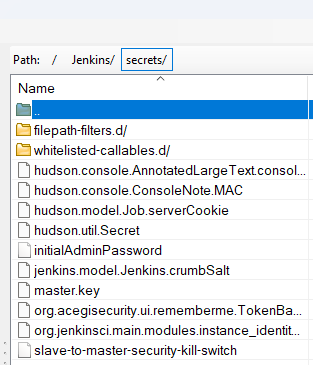 Path: / Jenkins/ secrets/
Name
..
filepath-filters.d/
whitelisted-callables.d/
hudson.console.AnnotatedLargeText.consol...
hudson.console.ConsoleNote.MAC
hudson.model.Job.serverCookie
hudson.util.Secret
initialAdminPassword
jenkins.model.Jenkins.crumbSalt
master.key
org.acegisecurity.ui.rememberme.TokenBa...
org.jenkinsci.main.modules.instance_identit...
slave-to-master-security-kill-switch